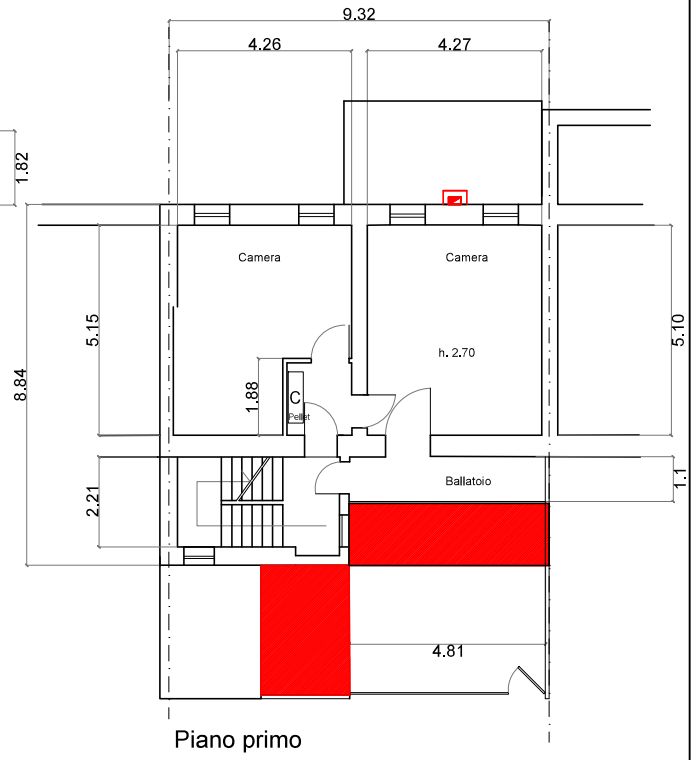 9.32
4.26
4.27
1.82
Camera
Camera
5.15
5.10
h. 2.70
8.84
1.88
C
Pellet
2.21
Ballatoio
1.1
4.81
Piano primo